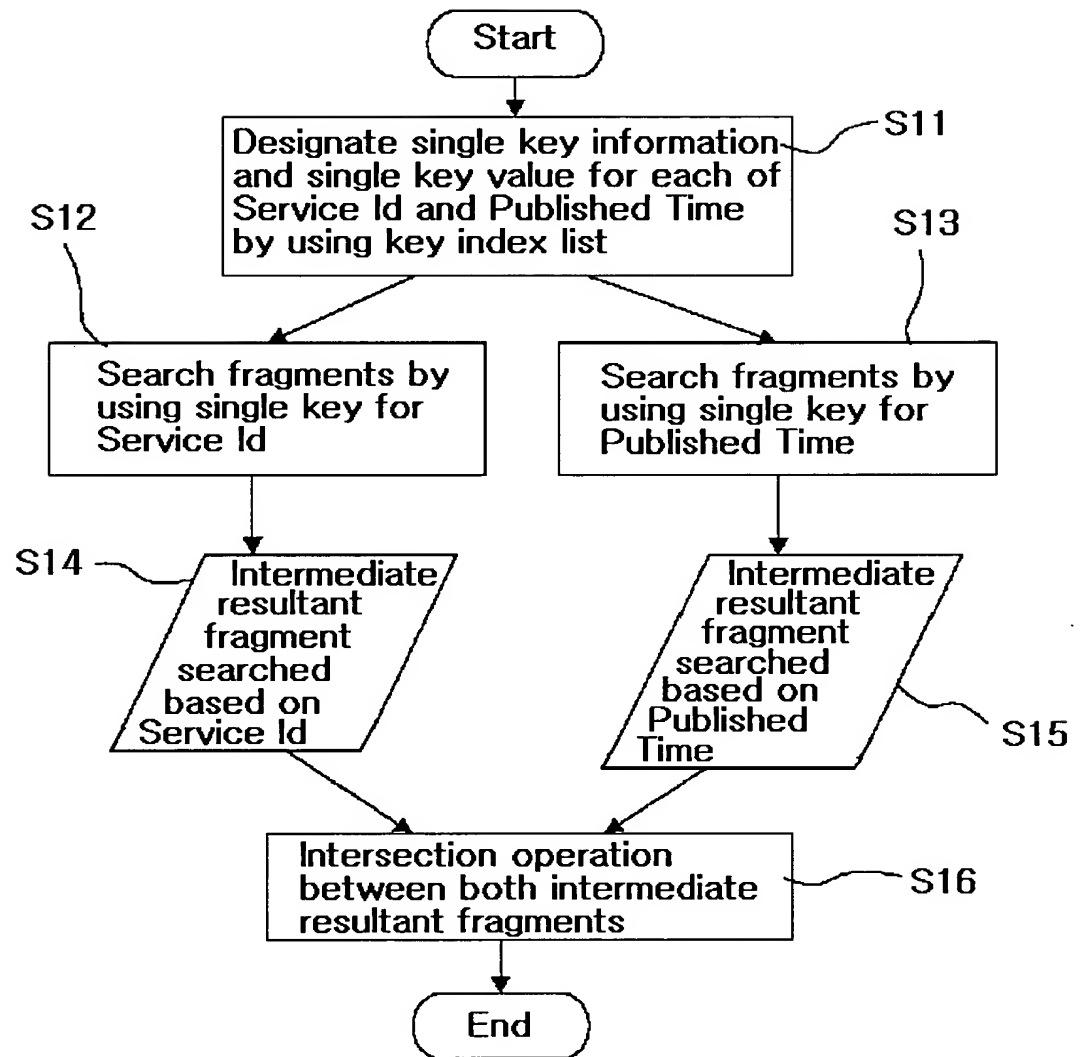 Start
Designate single key information
and single key value for each of
Service Id and Published Time
by using key index list
S11
S12
S13
Search fragments by
using single key for
Service Id
Search fragments by
using single key for
Published Time
S14
Intermediate
resultant
fragment
searched
based on
Service Id
Intermediate
resultant
fragment
searched
based on
Published
Time
S15
Intersection operation
between both intermediate
resultant fragments
S16
End